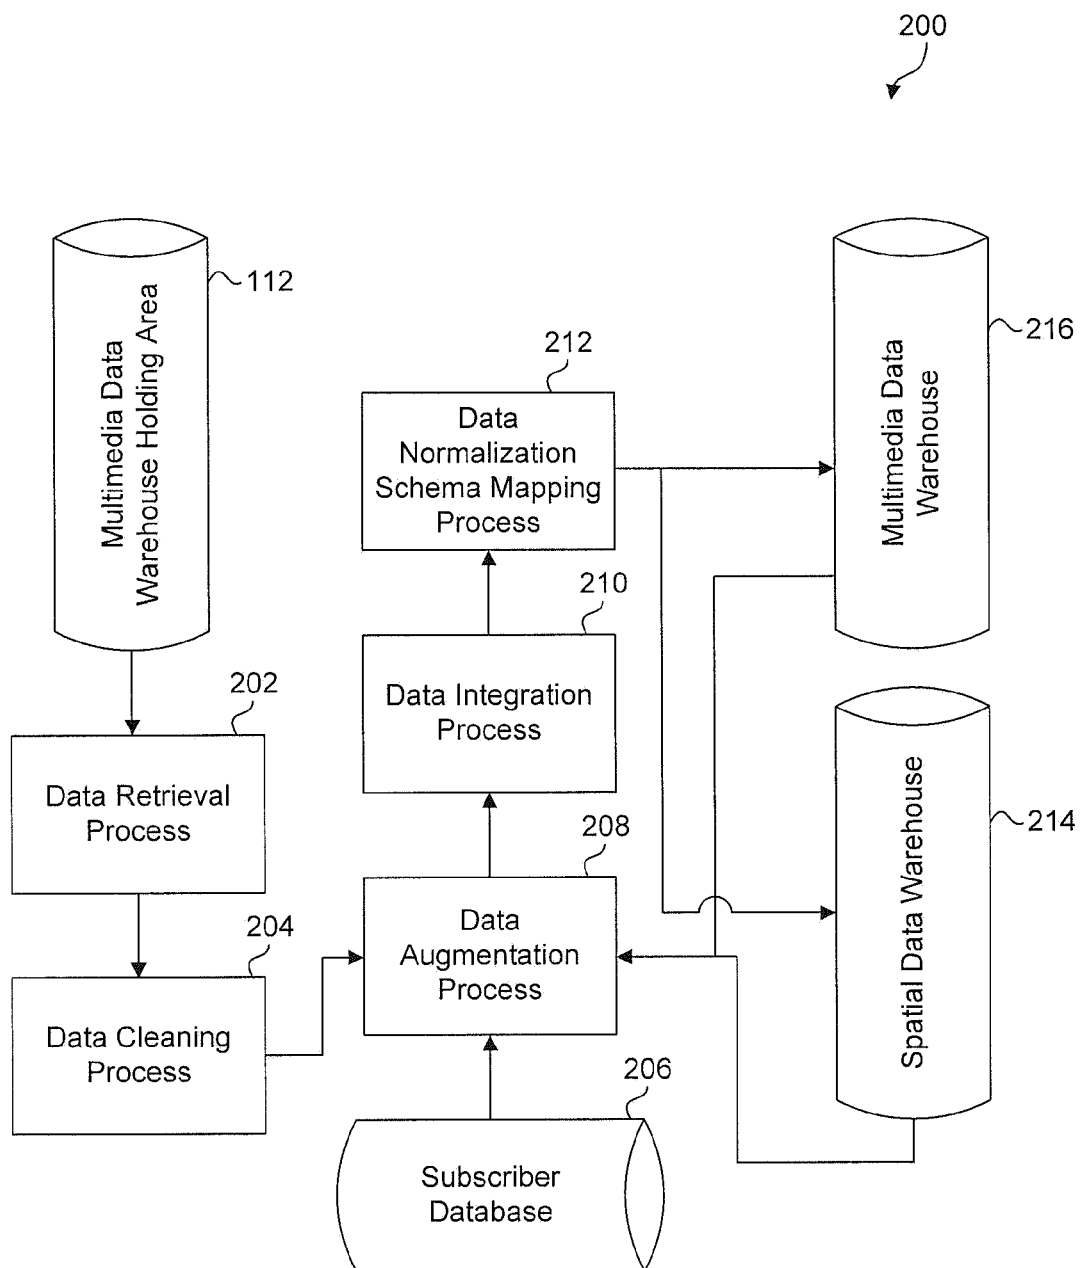 200
Multimedia Data
Warehouse Holding Area
112
Multimedia Data
Warehouse
216
212
Data
Normalization
Schema Mapping
Process
210
Data Integration
Process
202
Data Retrieval
Process
Spatial Data Warehouse
214
208
Data
Augmentation
Process
204
Data Cleaning
Process
206
Subscriber
Database